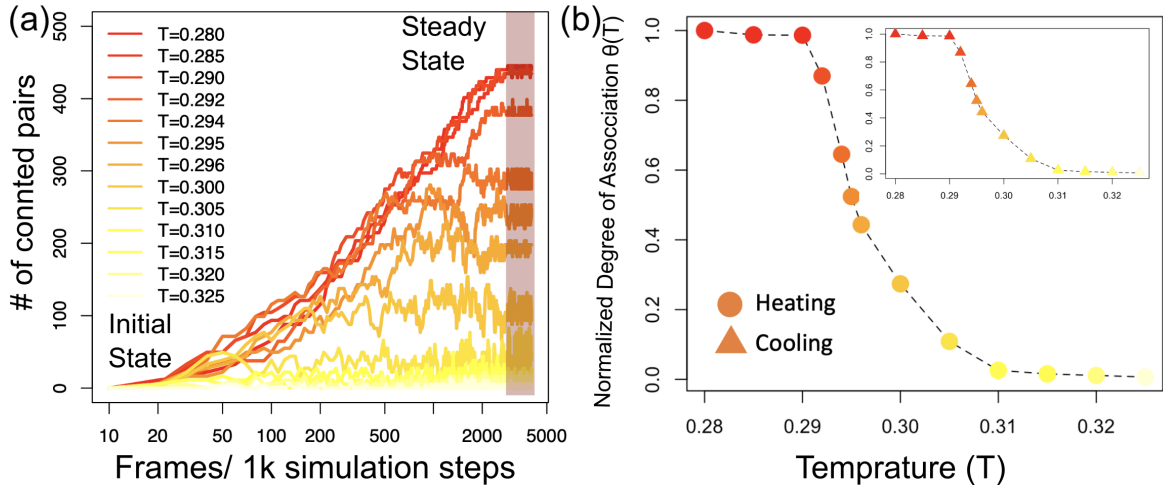 (a)
# of connted pairs
500
400
300
200
100
0
T=0.280
T=0.285
T=0.290
T=0.292
T=0.294
T=0.295
T=0.296
T=0.300
T=0.305
T=0.310
T=0.315
T=0.320
T=0.325
Steady
State
Initial
State
10 20 50 100 200 500 2000 5000
Frames/ 1k simulation steps
(b)
Normalized Degree of Assocciation θ(T)
1.0
0.8
0.6
0.4
0.2
0.0
Heating
Cooling
0.28 0.29 0.30 0.31 0.32
Temprature (T)
1.0
0.8
0.6
0.4
0.2
0.0
0.28 0.29 0.30 0.31 0.32